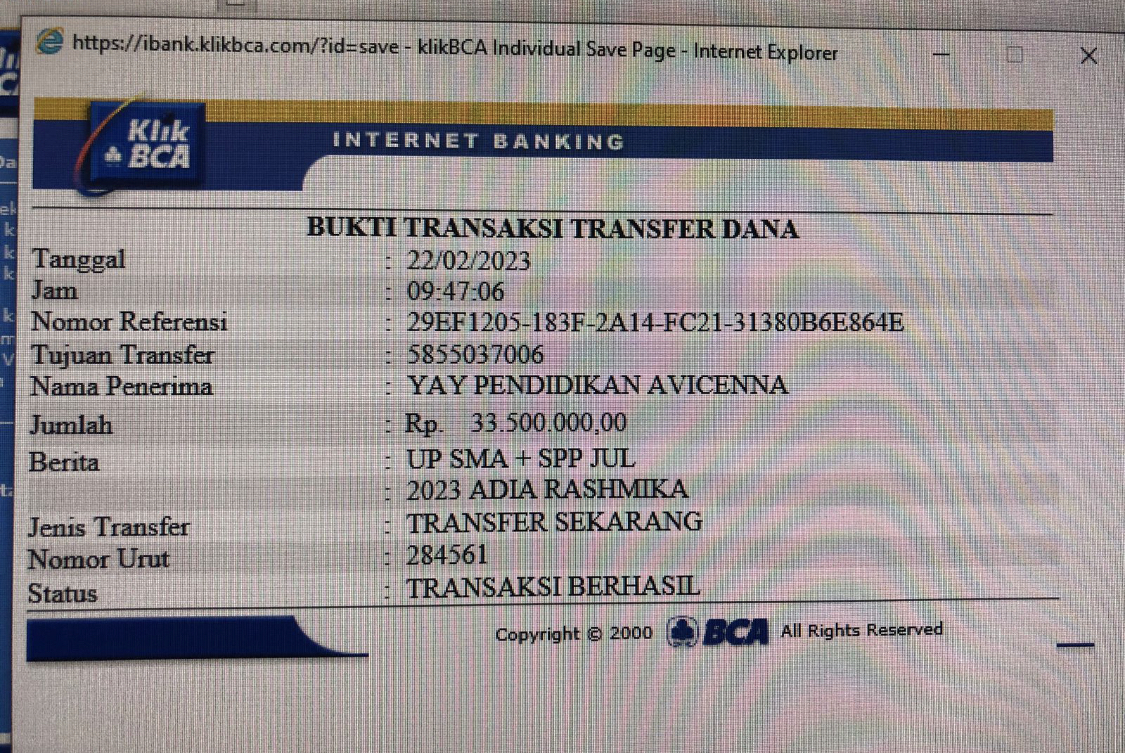 https://ibank.klikbca.com/?id=save - klikBCA Individual Save Page - Internet Explorer
Klik
BCA
INTERNET BANKING
BUKTI TRANSAKSI TRANSFER DANA
Tanggal : 22/02/2023
Jam : 09:47:06
Nomor Referensi : 29EF1205-183F-2A14-FC21-31380B6E864E
Tujuan Transfer : 5855037006
Nama Penerima : YAY PENDIDIKAN AVICENNA
Jumlah : Rp. 33.500.000,00
Berita : UP SMA + SPP JUL
: 2023 ADIA RASHMIKA
Jenis Transfer : TRANSFER SEKARANG
Nomor Urut : 284561
Status : TRANSAKSI BERHASIL
Copyright © 2000 BCA All Rights Reserved